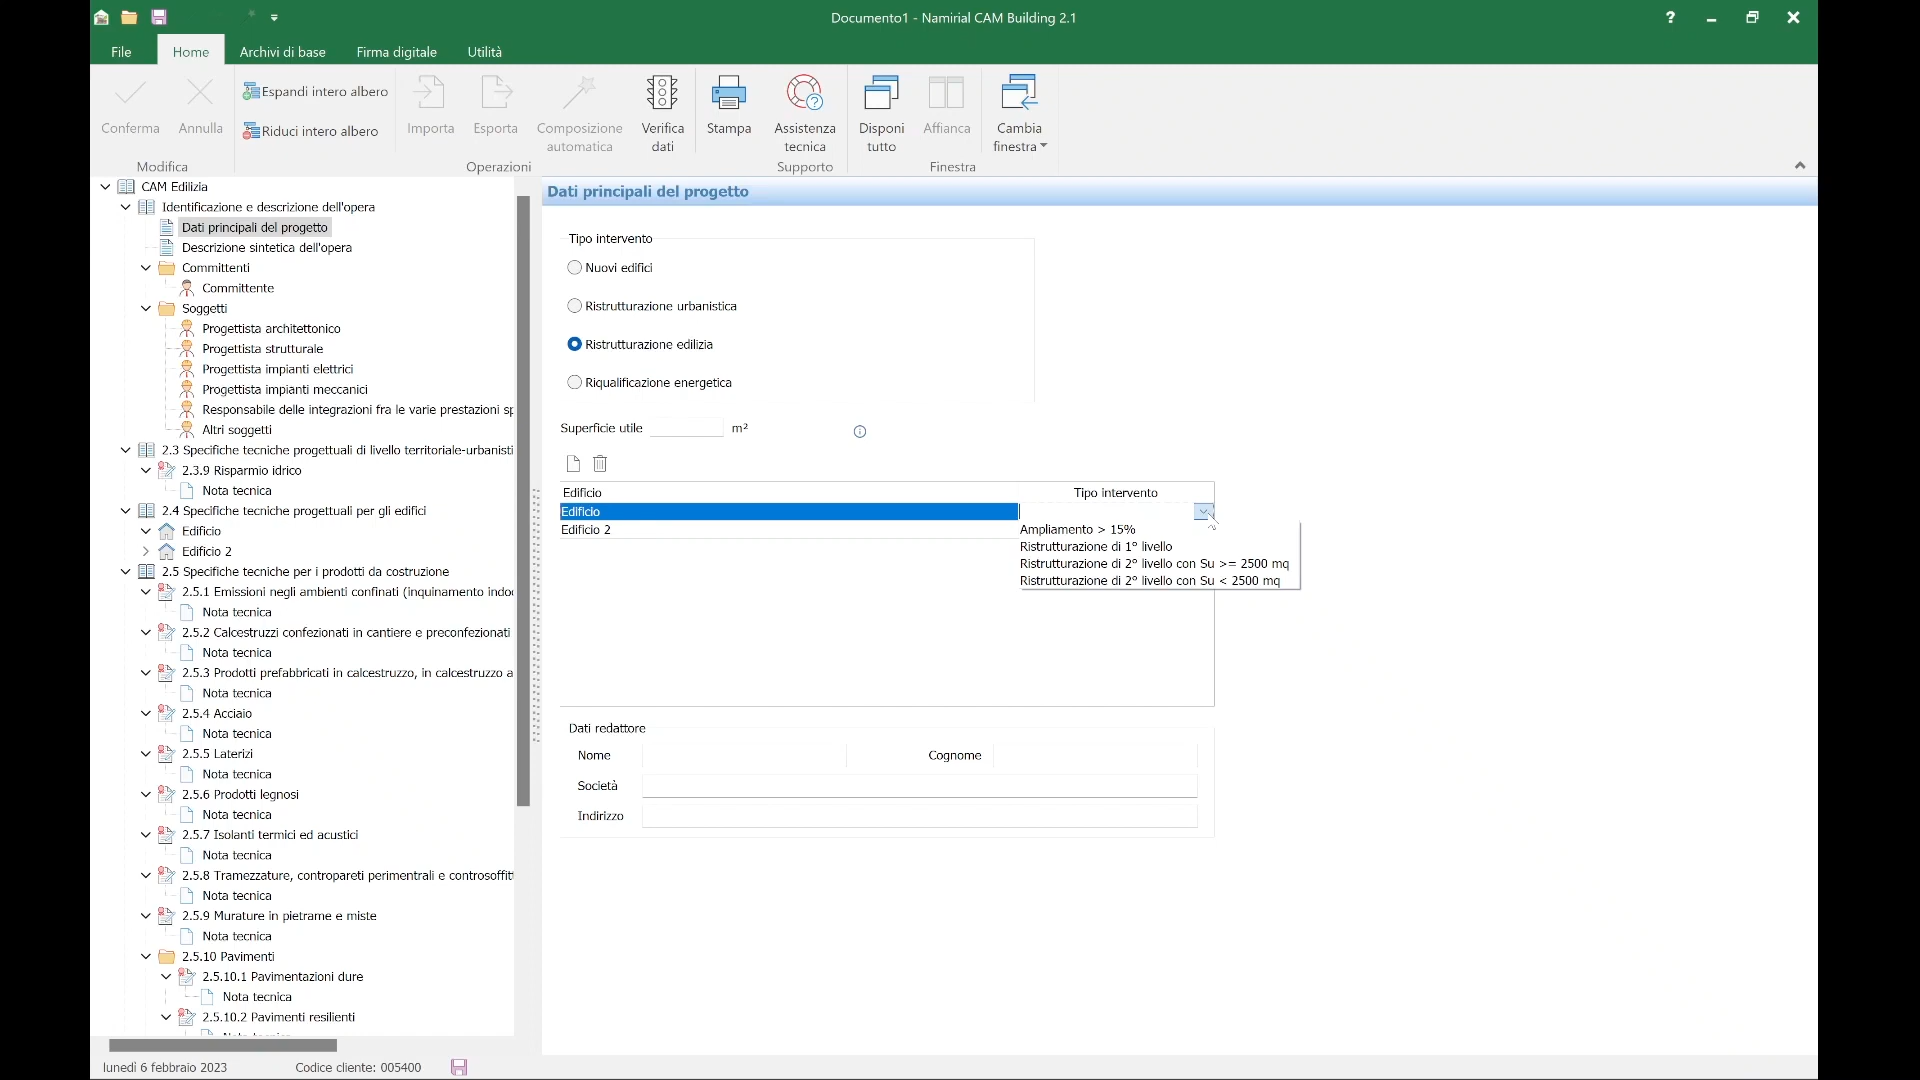 Documento1 - Namirial CAM Building 2.1
?
File
Home
Archivi di base
Firma digitale
Utilità
Conferma
Annulla
Espandi intero albero
Riduci intero albero
Importa
Esporta
Composizione
automatica
Verifica
dati
Stampa
Assistenza
tecnica
Disponi
tutto
Affianca
Cambia
finestra
Modifica
Operazioni
Supporto
Finestra
CAM Edilizia
Identificazione e descrizione dell'opera
Dati principali del progetto
Descrizione sintetica dell'opera
Committenti
Committente
Soggetti
Progettista architettonico
Progettista strutturale
Progettista impianti elettrici
Progettista impianti meccanici
Responsabile delle integrazioni fra le varie prestazioni sp
Altri soggetti
2.3 Specifiche tecniche progettuali di livello territoriale-urbanisti
2.3.9 Risparmio idrico
Nota tecnica
2.4 Specifiche tecniche progettuali per gli edifici
Edificio
Edificio 2
2.5 Specifiche tecniche per i prodotti da costruzione
2.5.1 Emissioni negli ambienti confinati (inquinamento indoo
Nota tecnica
2.5.2 Calcestruzzi confezionati in cantiere e preconfezionati
Nota tecnica
2.5.3 Prodotti prefabbricati in calcestruzzo, in calcestruzzo a
Nota tecnica
2.5.4 Acciaio
Nota tecnica
2.5.5 Laterizi
Nota tecnica
2.5.6 Prodotti legnosi
Nota tecnica
2.5.7 Isolanti termici ed acustici
Nota tecnica
2.5.8 Tramezzature, contropareti perimentrali e controsoffitt
Nota tecnica
2.5.9 Murature in pietrame e miste
Nota tecnica
2.5.10 Pavimenti
2.5.10.1 Pavimentazioni dure
Nota tecnica
2.5.10.2 Pavimenti resilienti
Dati principali del progetto
Tipo intervento
Nuovi edifici
Ristrutturazione urbanistica
Ristrutturazione edilizia
Riqualificazione energetica
Superficie utile m²
Edificio Tipo intervento
Edificio
Edificio 2
Ampliamento > 15%
Ristrutturazione di 1° livello
Ristrutturazione di 2° livello con Su >= 2500 mq
Ristrutturazione di 2° livello con Su < 2500 mq
Dati redattore
Nome Cognome
Società
Indirizzo
lunedì 6 febbraio 2023 Codice cliente: 005400